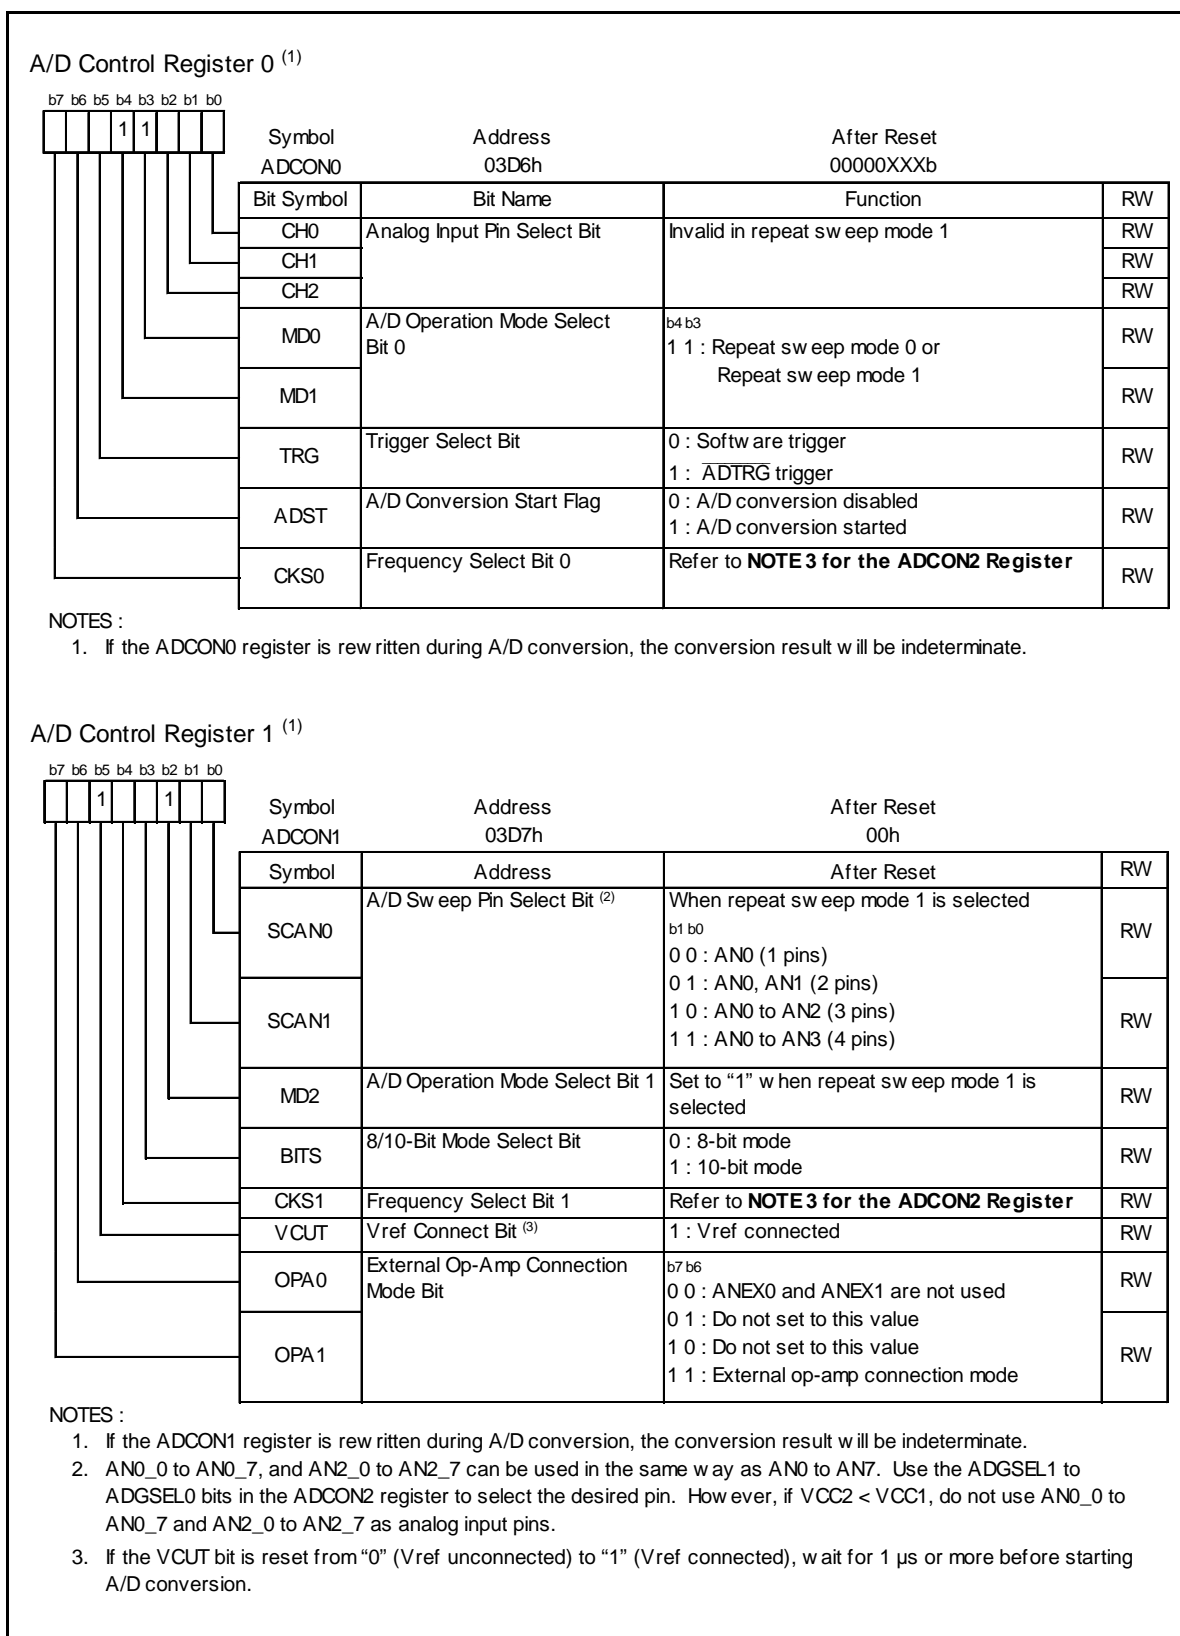 A/D Control Register 0 (1)
b7 b6 b5 b4 b3 b2 b1 b0
1 1
Symbol Address After Reset
ADCON0 03D6h 00000XXXb
Bit Symbol Bit Name Function RW
CH0 Analog Input Pin Select Bit Invalid in repeat sweep mode 1 RW
CH1 RW
CH2 RW
MD0 A/D Operation Mode Select Bit 0 b4 b3 RW
1 1 : Repeat sweep mode 0 or
Repeat sweep mode 1
MD1 RW
TRG Trigger Select Bit 0 : Software trigger RW
1 : ADTRG trigger
ADST A/D Conversion Start Flag 0 : A/D conversion disabled RW
1 : A/D conversion started
CKS0 Frequency Select Bit 0 Refer to NOTE 3 for the ADCON2 Register RW
NOTES :
1. If the ADCON0 register is rewritten during A/D conversion, the conversion result will be indeterminate.
A/D Control Register 1 (1)
b7 b6 b5 b4 b3 b2 b1 b0
1 1
Symbol Address After Reset
ADCON1 03D7h 00h
Symbol Address After Reset RW
SCAN0 A/D Sweep Pin Select Bit (2) When repeat sweep mode 1 is selected RW
b1 b0
0 0 : AN0 (1 pins)
0 1 : AN0, AN1 (2 pins)
1 0 : AN0 to AN2 (3 pins)
SCAN1 RW
1 1 : AN0 to AN3 (4 pins)
MD2 A/D Operation Mode Select Bit 1 Set to “1” when repeat sweep mode 1 is RW
selected
BITS 8/10-Bit Mode Select Bit 0 : 8-bit mode RW
1 : 10-bit mode
CKS1 Frequency Select Bit 1 Refer to NOTE 3 for the ADCON2 Register RW
VCUT Vref Connect Bit (3) 1 : Vref connected RW
OPA0 External Op-Amp Connection Mode Bit b7 b6 RW
0 0 : ANEX0 and ANEX1 are not used
0 1 : Do not set to this value
1 0 : Do not set to this value
OPA1 RW
1 1 : External op-amp connection mode
NOTES :
1. If the ADCON1 register is rewritten during A/D conversion, the conversion result will be indeterminate.
2. AN0_0 to AN0_7, and AN2_0 to AN2_7 can be used in the same way as AN0 to AN7. Use the ADGSEL1 to
ADGSEL0 bits in the ADCON2 register to select the desired pin. However, if VCC2 < VCC1, do not use AN0_0 to
AN0_7 and AN2_0 to AN2_7 as analog input pins.
3. If the VCUT bit is reset from “0” (Vref unconnected) to “1” (Vref connected), wait for 1 µs or more before starting
A/D conversion.